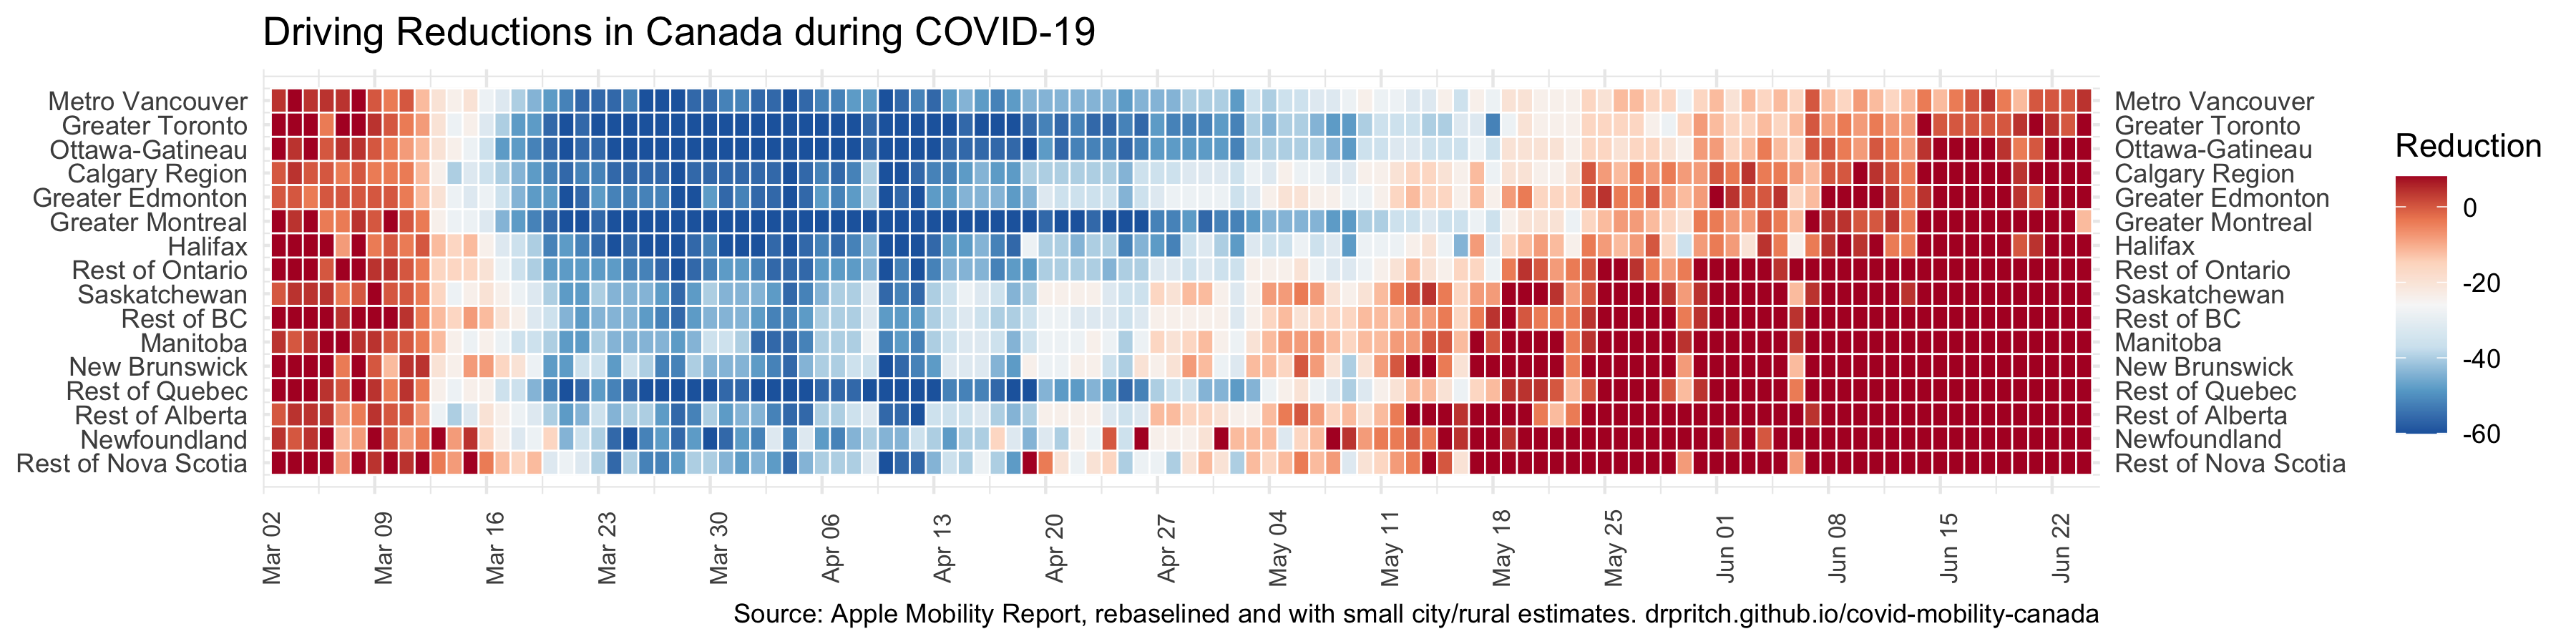 Driving Reductions in Canada during COVID-19
Metro Vancouver
Greater Toronto
Ottawa-Gatineau
Calgary Region
Greater Edmonton
Greater Montreal
Halifax
Rest of Ontario
Saskatchewan
Rest of BC
Manitoba
New Brunswick
Rest of Quebec
Rest of Alberta
Newfoundland
Rest of Nova Scotia
Metro Vancouver
Greater Toronto
Ottawa-Gatineau
Calgary Region
Greater Edmonton
Greater Montreal
Halifax
Rest of Ontario
Saskatchewan
Rest of BC
Manitoba
New Brunswick
Rest of Quebec
Rest of Alberta
Newfoundland
Rest of Nova Scotia
Reduction
0
-20
-40
-60
Mar 02
Mar 09
Mar 16
Mar 23
Mar 30
Apr 06
Apr 13
Apr 20
Apr 27
May 04
May 11
May 18
May 25
Jun 01
Jun 08
Jun 15
Jun 22
Source: Apple Mobility Report, rebaselined and with small city/rural estimates. drpritch.github.io/covid-mobility-canada